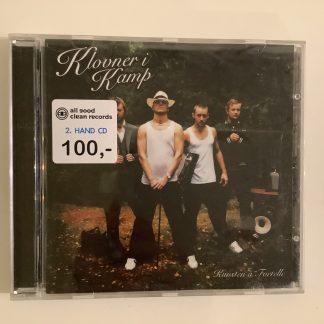 Klovner i
Kamp
all good
clean records
2. HAND CD
100,-
Kunsten å Fortelle